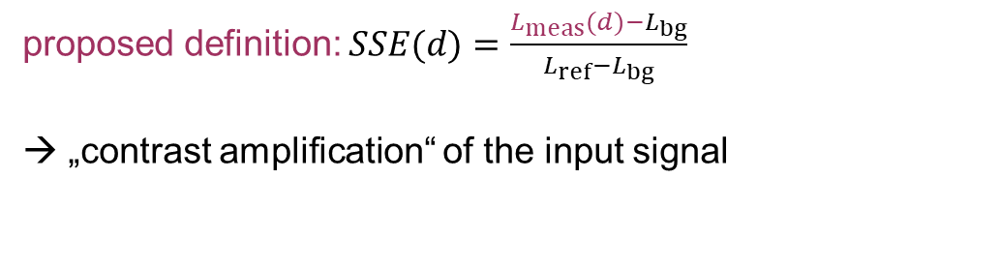 proposed definition: SSE(d) = (L_meas(d)−L_bg)/(L_ref−L_bg)
→ „contrast amplification“ of the input signal